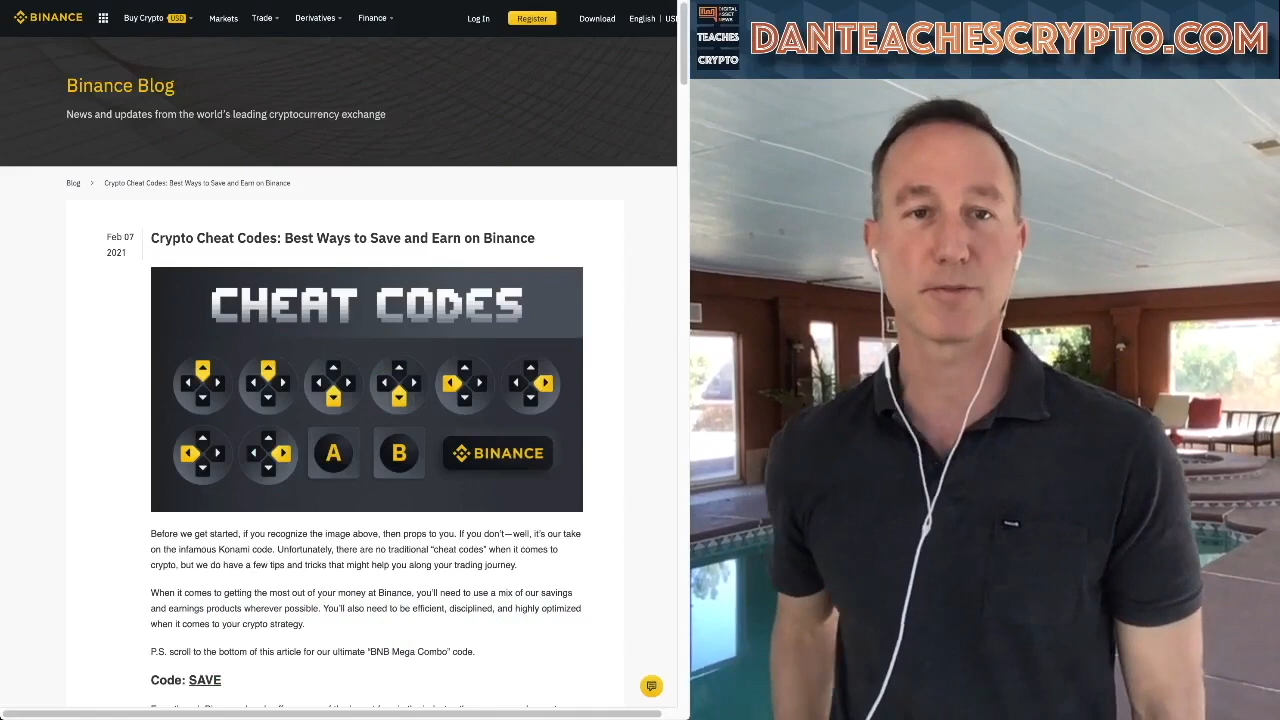 BINANCE
Buy Crypto USD
Markets
Trade
Derivatives
Finance
Log In
Register
Download
English
Binance Blog
News and updates from the world's leading cryptocurrency exchange
Blog > Crypto Cheat Codes: Best Ways to Save and Earn on Binance
Feb 07
2021
Crypto Cheat Codes: Best Ways to Save and Earn on Binance
CHEAT CODES
A B BINANCE
Before we get started, if you recognize the image above, then props to you. If you don't—well, it's our take
on the infamous Konami code. Unfortunately, there are no traditional "cheat codes" when it comes to
crypto, but we do have a few tips and tricks that might help you along your trading journey.
When it comes to getting the most out of your money at Binance, you'll need to use a mix of our savings
and earnings products wherever possible. You'll also need to be efficient, disciplined, and highly optimized
when it comes to your crypto strategy.
P.S. scroll to the bottom of this article for our ultimate "BNB Mega Combo" code.
Code: SAVE
DIGITAL
ASSET
NEWS
TEACHES
CRYPTO
DANTEACHESCRYPTO.COM